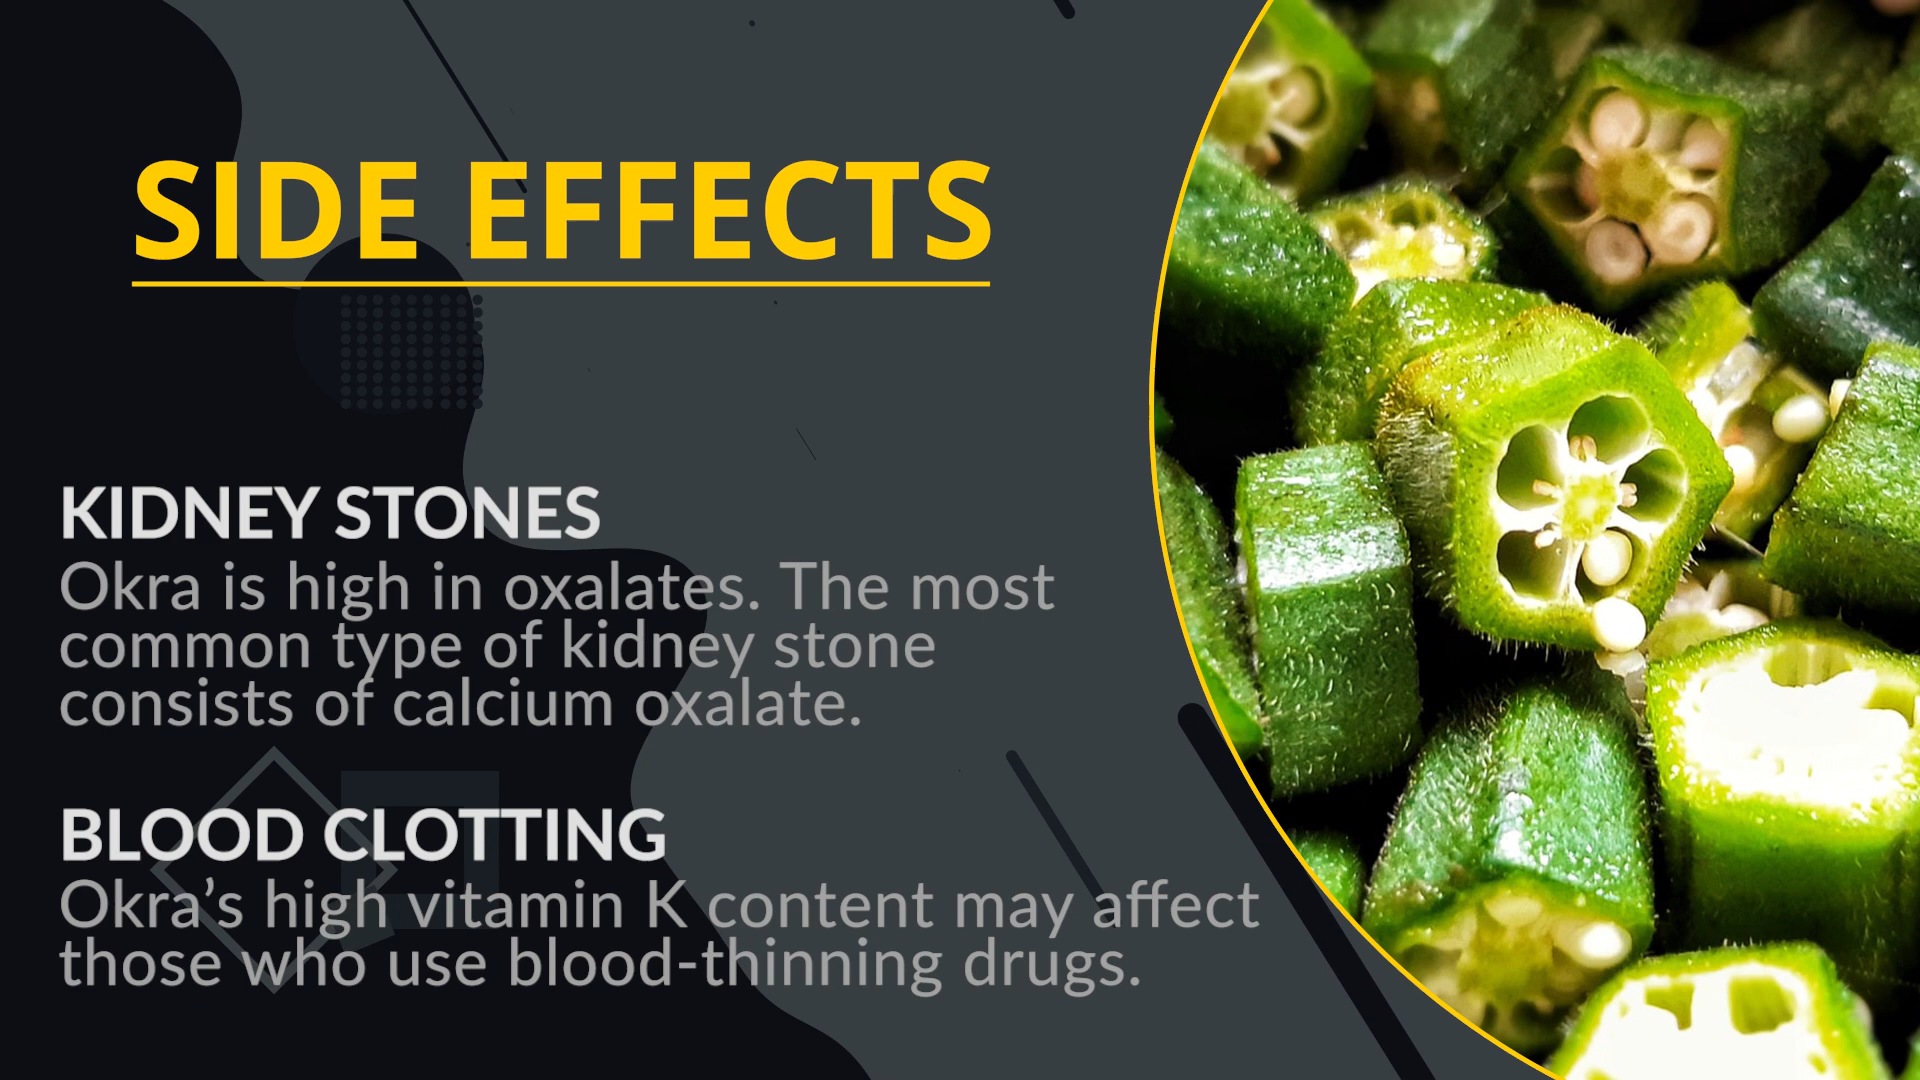 SIDE EFFECTS
KIDNEY STONES
Okra is high in oxalates. The most
common type of kidney stone
consists of calcium oxalate.
BLOOD CLOTTING
Okra’s high vitamin K content may affect
those who use blood-thinning drugs.